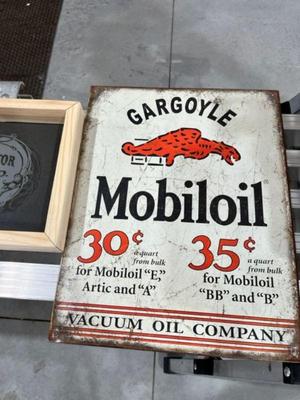 GARGOYLE
Mobiloil
30¢ a quart from bulk
for Mobiloil "E",
Artic and "A"
35¢ a quart from bulk
for Mobiloil
"BB" and "B"
VACUUM OIL COMPANY
TOR